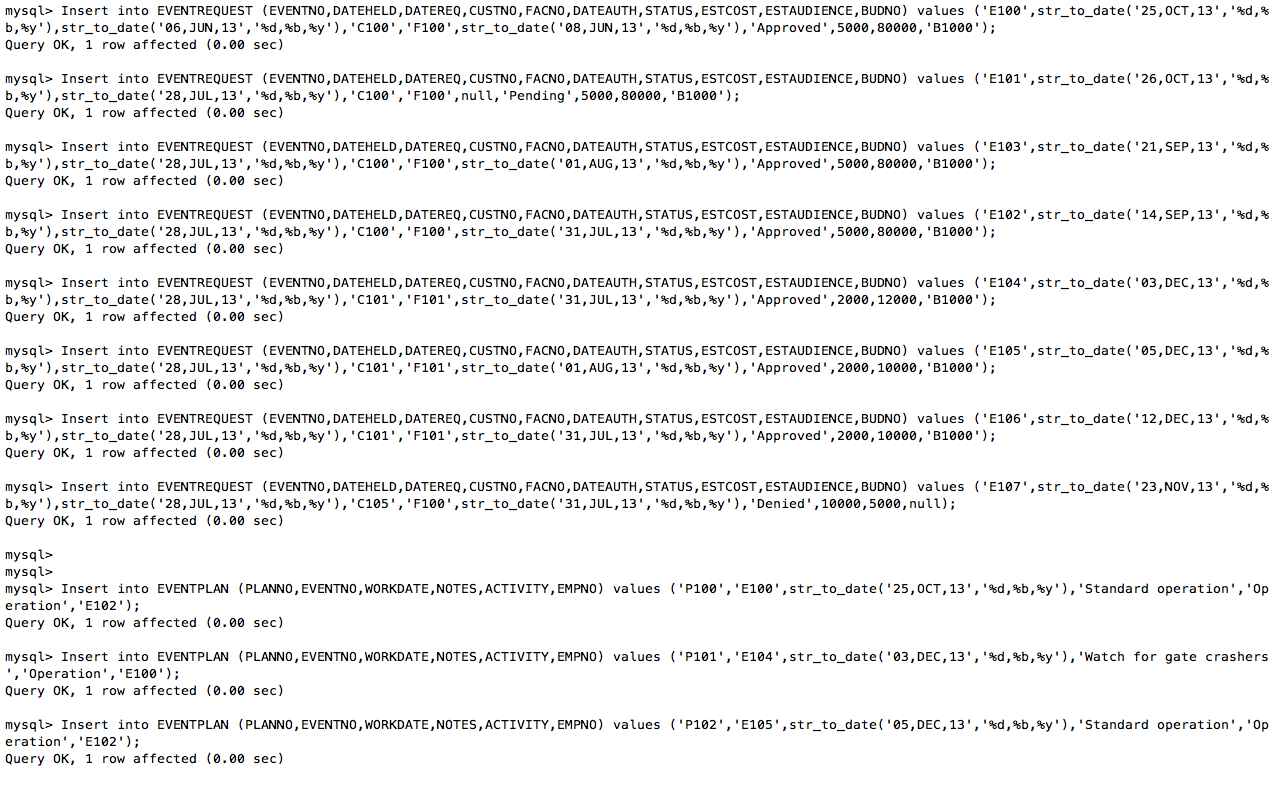 mysql> Insert into EVENTREQUEST (EVENTNO,DATEHELD,DATEREQ,CUSTNO,FACNO,DATEAUTH,STATUS,ESTCOST,ESTAUDIENCE,BUDNO) values ('E100',str_to_date('25,OCT,13','%d,%
b,%y'),str_to_date('06,JUN,13','%d,%b,%y'),'C100','F100',str_to_date('08,JUN,13','%d,%b,%y'),'Approved',5000,80000,'B1000');
Query OK, 1 row affected (0.00 sec)

mysql> Insert into EVENTREQUEST (EVENTNO,DATEHELD,DATEREQ,CUSTNO,FACNO,DATEAUTH,STATUS,ESTCOST,ESTAUDIENCE,BUDNO) values ('E101',str_to_date('26,OCT,13','%d,%
b,%y'),str_to_date('28,JUL,13','%d,%b,%y'),'C100','F100',null,'Pending',5000,80000,'B1000');
Query OK, 1 row affected (0.00 sec)

mysql> Insert into EVENTREQUEST (EVENTNO,DATEHELD,DATEREQ,CUSTNO,FACNO,DATEAUTH,STATUS,ESTCOST,ESTAUDIENCE,BUDNO) values ('E103',str_to_date('21,SEP,13','%d,%
b,%y'),str_to_date('28,JUL,13','%d,%b,%y'),'C100','F100',str_to_date('01,AUG,13','%d,%b,%y'),'Approved',5000,80000,'B1000');
Query OK, 1 row affected (0.00 sec)

mysql> Insert into EVENTREQUEST (EVENTNO,DATEHELD,DATEREQ,CUSTNO,FACNO,DATEAUTH,STATUS,ESTCOST,ESTAUDIENCE,BUDNO) values ('E102',str_to_date('14,SEP,13','%d,%
b,%y'),str_to_date('28,JUL,13','%d,%b,%y'),'C100','F100',str_to_date('31,JUL,13','%d,%b,%y'),'Approved',5000,80000,'B1000');
Query OK, 1 row affected (0.00 sec)

mysql> Insert into EVENTREQUEST (EVENTNO,DATEHELD,DATEREQ,CUSTNO,FACNO,DATEAUTH,STATUS,ESTCOST,ESTAUDIENCE,BUDNO) values ('E104',str_to_date('03,DEC,13','%d,%
b,%y'),str_to_date('28,JUL,13','%d,%b,%y'),'C101','F101',str_to_date('31,JUL,13','%d,%b,%y'),'Approved',2000,12000,'B1000');
Query OK, 1 row affected (0.00 sec)

mysql> Insert into EVENTREQUEST (EVENTNO,DATEHELD,DATEREQ,CUSTNO,FACNO,DATEAUTH,STATUS,ESTCOST,ESTAUDIENCE,BUDNO) values ('E105',str_to_date('05,DEC,13','%d,%
b,%y'),str_to_date('28,JUL,13','%d,%b,%y'),'C101','F101',str_to_date('01,AUG,13','%d,%b,%y'),'Approved',2000,10000,'B1000');
Query OK, 1 row affected (0.00 sec)

mysql> Insert into EVENTREQUEST (EVENTNO,DATEHELD,DATEREQ,CUSTNO,FACNO,DATEAUTH,STATUS,ESTCOST,ESTAUDIENCE,BUDNO) values ('E106',str_to_date('12,DEC,13','%d,%
b,%y'),str_to_date('28,JUL,13','%d,%b,%y'),'C101','F101',str_to_date('31,JUL,13','%d,%b,%y'),'Approved',2000,10000,'B1000');
Query OK, 1 row affected (0.00 sec)

mysql> Insert into EVENTREQUEST (EVENTNO,DATEHELD,DATEREQ,CUSTNO,FACNO,DATEAUTH,STATUS,ESTCOST,ESTAUDIENCE,BUDNO) values ('E107',str_to_date('23,NOV,13','%d,%
b,%y'),str_to_date('28,JUL,13','%d,%b,%y'),'C105','F100',str_to_date('31,JUL,13','%d,%b,%y'),'Denied',10000,5000,null);
Query OK, 1 row affected (0.00 sec)

mysql>
mysql>
mysql> Insert into EVENTPLAN (PLANNO,EVENTNO,WORKDATE,NOTES,ACTIVITY,EMPNO) values ('P100','E100',str_to_date('25,OCT,13','%d,%b,%y'),'Standard operation','Op
eration','E102');
Query OK, 1 row affected (0.00 sec)

mysql> Insert into EVENTPLAN (PLANNO,EVENTNO,WORKDATE,NOTES,ACTIVITY,EMPNO) values ('P101','E104',str_to_date('03,DEC,13','%d,%b,%y'),'Watch for gate crashers
','Operation','E100');
Query OK, 1 row affected (0.00 sec)

mysql> Insert into EVENTPLAN (PLANNO,EVENTNO,WORKDATE,NOTES,ACTIVITY,EMPNO) values ('P102','E105',str_to_date('05,DEC,13','%d,%b,%y'),'Standard operation','Op
eration','E102');
Query OK, 1 row affected (0.00 sec)